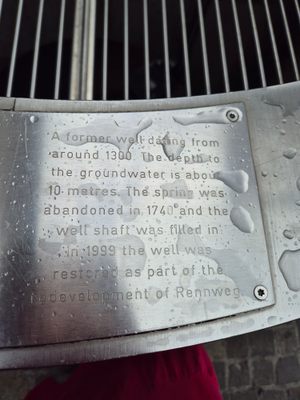 A former well dating from
around 1300. The depth to
the groundwater is about
10 metres. The spring was
abandoned in 1740 and the
well shaft was filled in.
In 1999 the well was
restored as part of the
redevelopment of Rennweg.